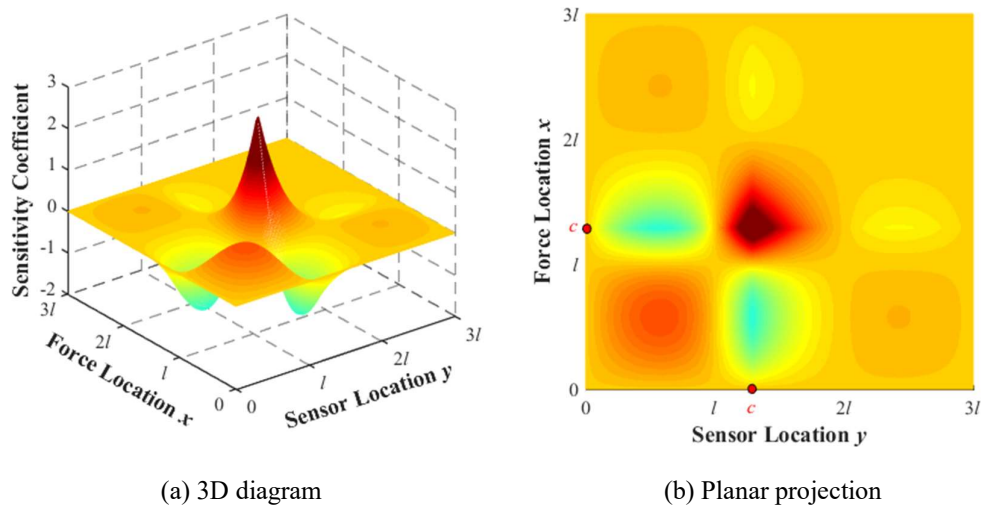 3
2
1
0
-1
-2
Sensitivity Coefficient
3l
2l
l
0
Force Location x
0
l
2l
3l
Sensor Location y
3l
2l
c
l
0
Force Location x
0
l
c
2l
3l
Sensor Location y
(a) 3D diagram
(b) Planar projection